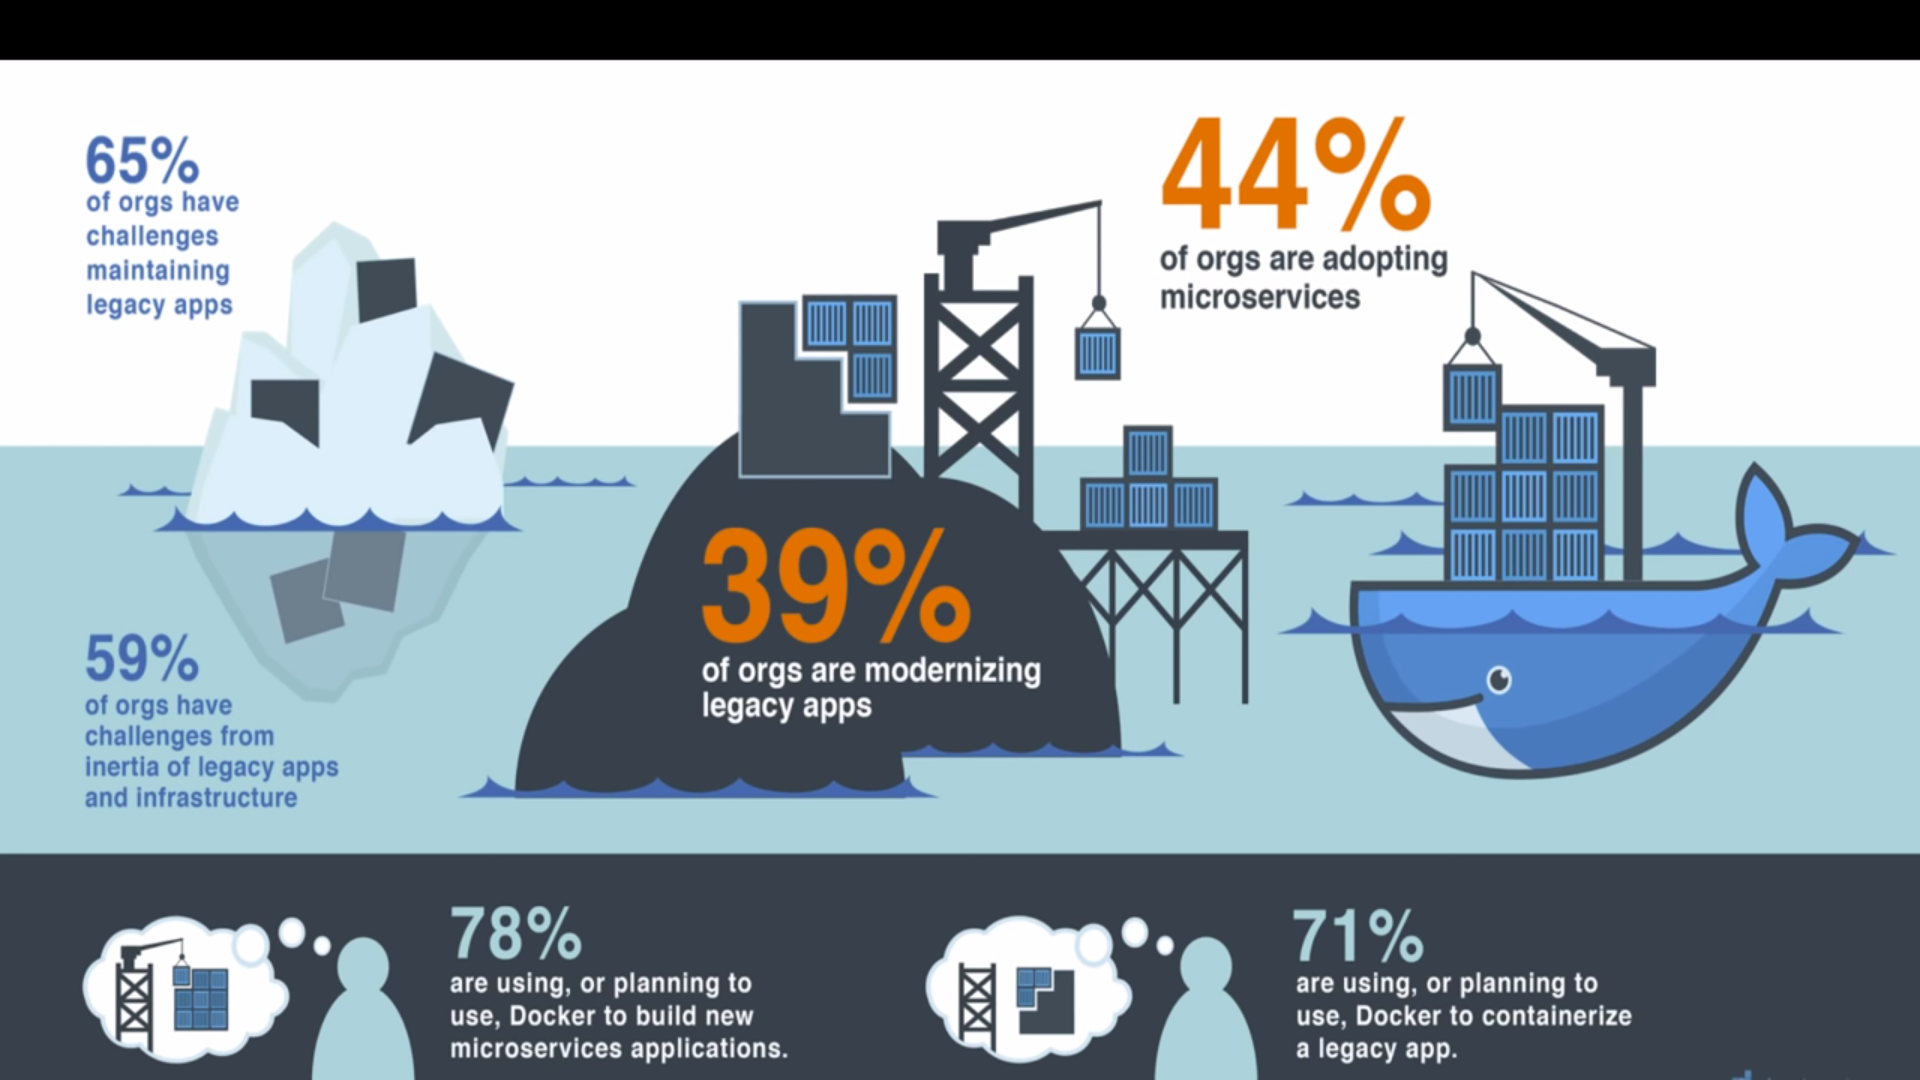 65%
of orgs have
challenges
maintaining
legacy apps
44%
of orgs are adopting
microservices
39%
of orgs are modernizing
legacy apps
59%
of orgs have
challenges from
inertia of legacy apps
and infrastructure
78%
are using, or planning to
use, Docker to build new
microservices applications.
71%
are using, or planning to
use, Docker to containerize
a legacy app.